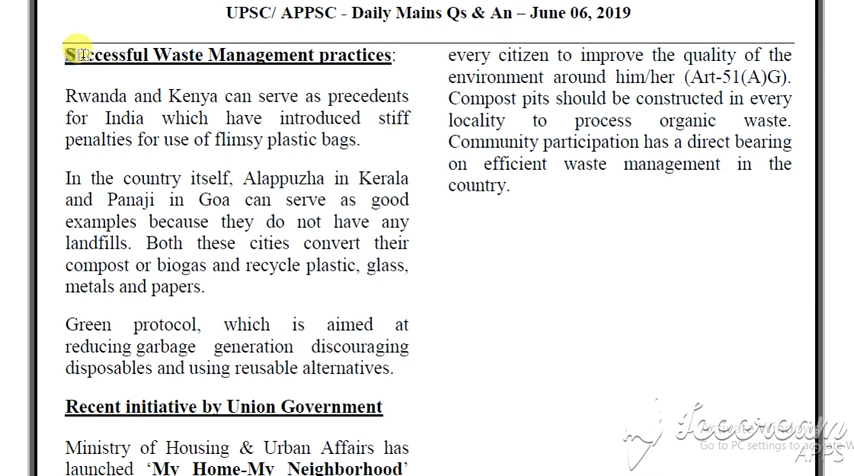 UPSC/ APPSC - Daily Mains Qs & An – June 06, 2019
Successful Waste Management practices:
Rwanda and Kenya can serve as precedents
for India which have introduced stiff
penalties for use of flimsy plastic bags.
In the country itself, Alappuzha in Kerala
and Panaji in Goa can serve as good
examples because they do not have any
landfills. Both these cities convert their
compost or biogas and recycle plastic, glass,
metals and papers.
Green protocol, which is aimed at
reducing garbage generation discouraging
disposables and using reusable alternatives.
Recent initiative by Union Government
Ministry of Housing & Urban Affairs has
launched ‘My Home-My Neighborhood’
every citizen to improve the quality of the
environment around him/her (Art-51(A)G).
Compost pits should be constructed in every
locality to process organic waste.
Community participation has a direct bearing
on efficient waste management in the
country.
Icecream
APPS
Go to PC settings to W